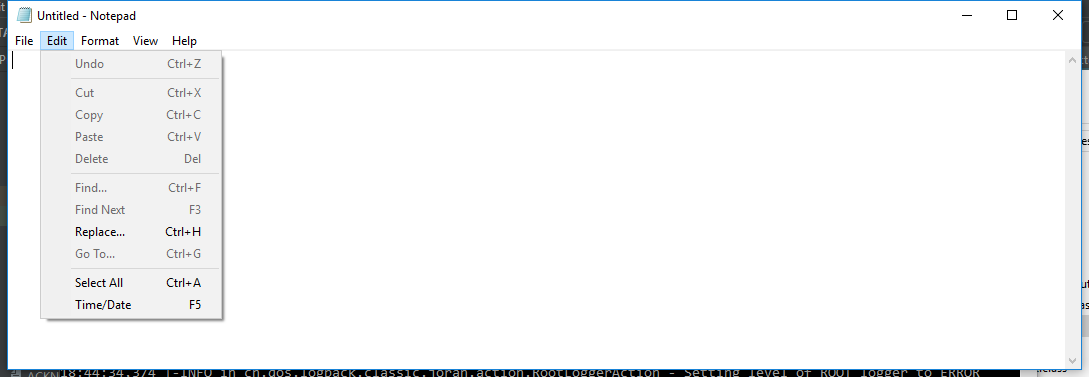 Untitled - Notepad
File Edit Format View Help
Undo Ctrl+Z
Cut Ctrl+X
Copy Ctrl+C
Paste Ctrl+V
Delete Del
Find... Ctrl+F
Find Next F3
Replace... Ctrl+H
Go To... Ctrl+G
Select All Ctrl+A
Time/Date F5
18:44:34.374 |-INFO in ch.qos.logback.classic.joran.action.RootLoggerAction - Setting level of ROOT logger to ERROR